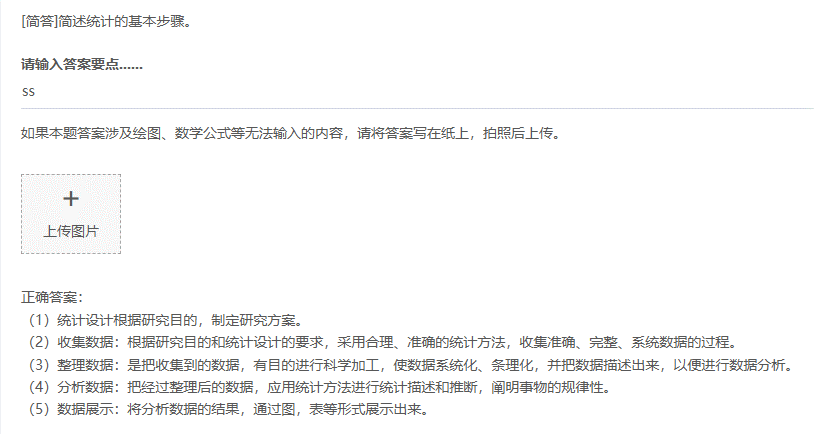 [简答]简述统计的基本步骤。
请输入答案要点......
ss
如果本题答案涉及绘图、数学公式等无法输入的内容，请将答案写在纸上，拍照后上传。
+
上传图片
正确答案：
（1）统计设计根据研究目的，制定研究方案。
（2）收集数据：根据研究目的和统计设计的要求，采用合理、准确的统计方法，收集准确、完整、系统数据的过程。
（3）整理数据：是把收集到的数据，有目的进行科学加工，使数据系统化、条理化，并把数据描述出来，以便进行数据分析。
（4）分析数据：把经过整理后的数据，应用统计方法进行统计描述和推断，阐明事物的规律性。
（5）数据展示：将分析数据的结果，通过图，表等形式展示出来。